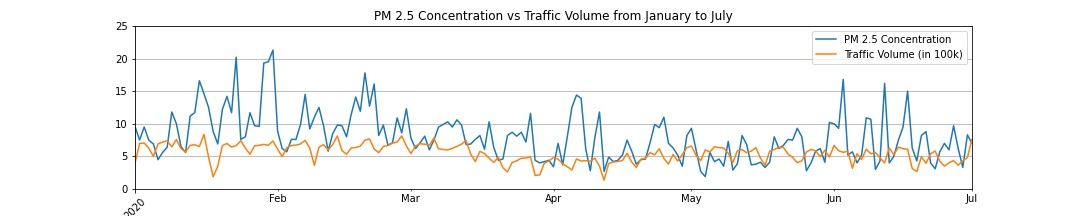 PM 2.5 Concentration vs Traffic Volume from January to July
25
20
15
10
5
0
PM 2.5 Concentration
Traffic Volume (in 100k)
2020 Feb Mar Apr May Jun Jul